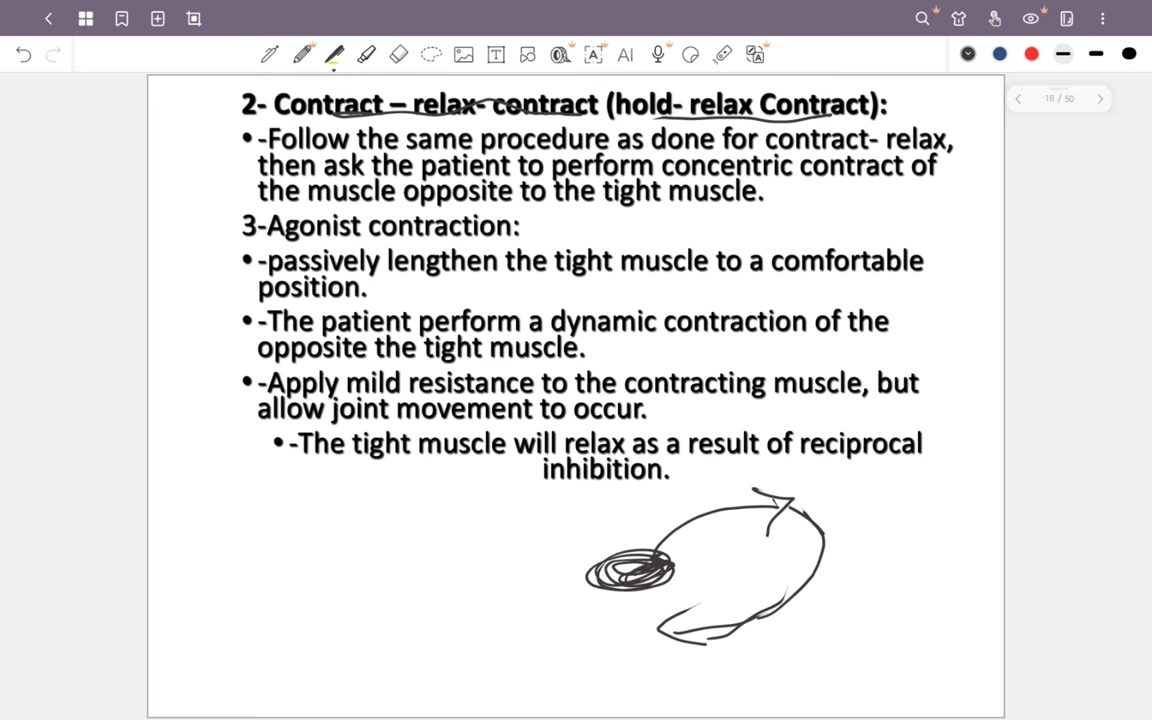 AI
18 / 50
2- Contract – relax- contract (hold- relax Contract):
• -Follow the same procedure as done for contract- relax,
then ask the patient to perform concentric contract of
the muscle opposite to the tight muscle.
3-Agonist contraction:
• -passively lengthen the tight muscle to a comfortable
position.
• -The patient perform a dynamic contraction of the
opposite the tight muscle.
• -Apply mild resistance to the contracting muscle, but
allow joint movement to occur.
• -The tight muscle will relax as a result of reciprocal
inhibition.